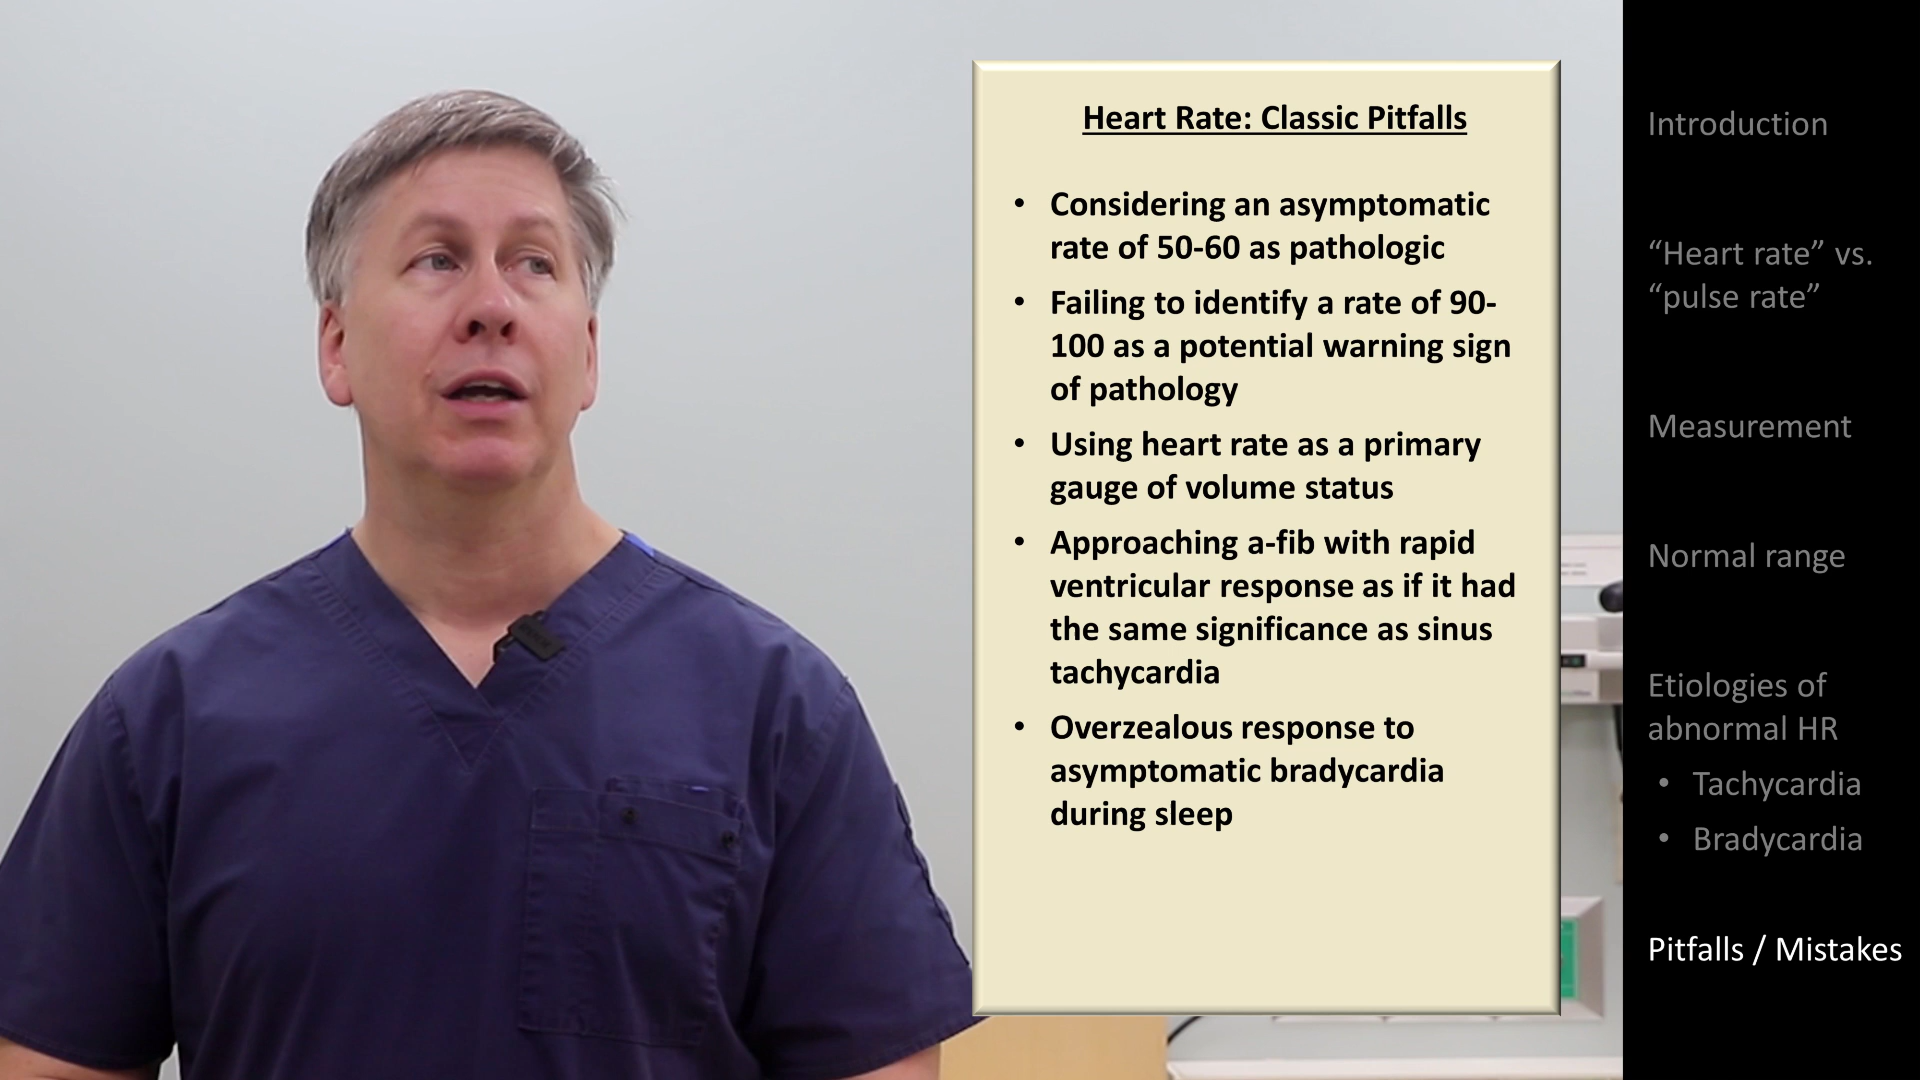 Heart Rate: Classic Pitfalls
• Considering an asymptomatic
rate of 50-60 as pathologic
• Failing to identify a rate of 90-
100 as a potential warning sign
of pathology
• Using heart rate as a primary
gauge of volume status
• Approaching a-fib with rapid
ventricular response as if it had
the same significance as sinus
tachycardia
• Overzealous response to
asymptomatic bradycardia
during sleep
Introduction
“Heart rate” vs.
“pulse rate”
Measurement
Normal range
Etiologies of
abnormal HR
• Tachycardia
• Bradycardia
Pitfalls / Mistakes